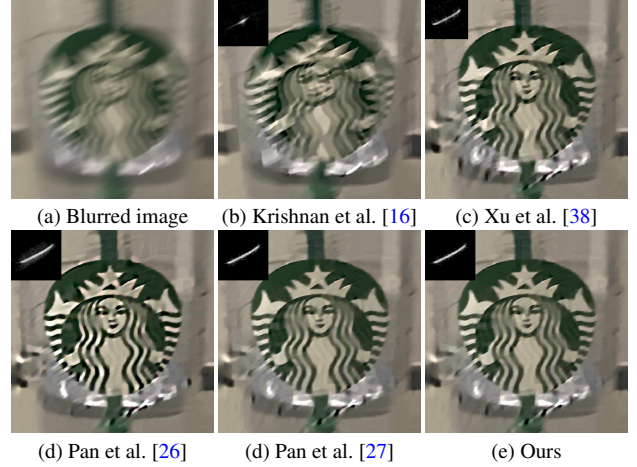 (a) Blurred image
(b) Krishnan et al. [16]
(c) Xu et al. [38]
(d) Pan et al. [26]
(d) Pan et al. [27]
(e) Ours